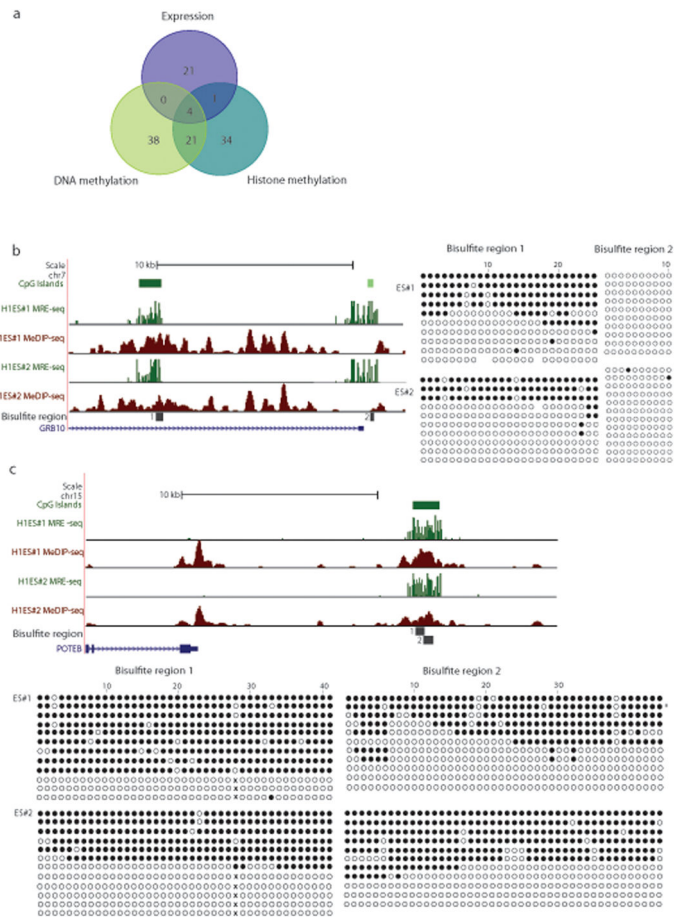 a
Expression
21
0
1
4
38
21
34
DNA methylation
Histone methylation
b
Scale
chr7
10 kb
CpG Islands
H1ES#1 MRE-seq
H1ES#1 MeDIP-seq
H1ES#2 MRE-seq
H1ES#2 MeDIP-seq
Bisulfite region
1
2
GRB10
Bisulfite region 1
Bisulfite region 2
10
20
10
ES#1
ES#2
c
Scale
chr15
10 kb
CpG Islands
H1ES#1 MRE -seq
H1ES#1 MeDIP-seq
H1ES#2 MRE-seq
H1ES#2 MeDIP-seq
Bisulfite region
1
2
POTEB
Bisulfite region 1
Bisulfite region 2
10
20
30
40
10
20
30
ES#1
x
x
x
x
ES#2
x
x
x
x
x
x